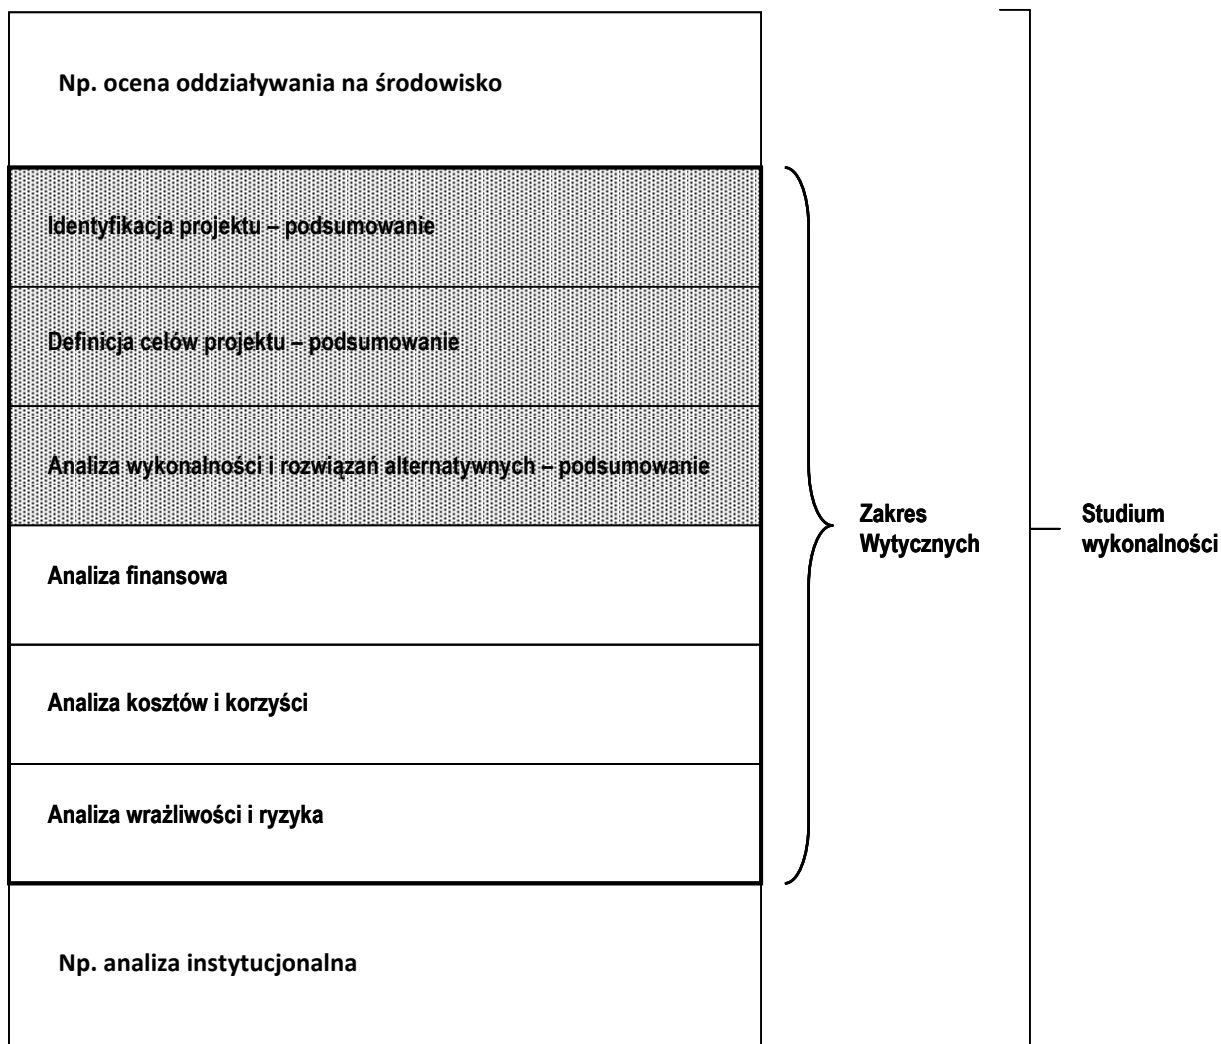 Np. ocena oddziaływania na środowisko
Identyfikacja projektu – podsumowanie
Definicja celów projektu – podsumowanie
Analiza wykonalności i rozwiązań alternatywnych – podsumowanie
Analiza finansowa
Analiza kosztów i korzyści
Analiza wrażliwości i ryzyka
Np. analiza instytucjonalna
Zakres
Wytycznych
Studium
wykonalności